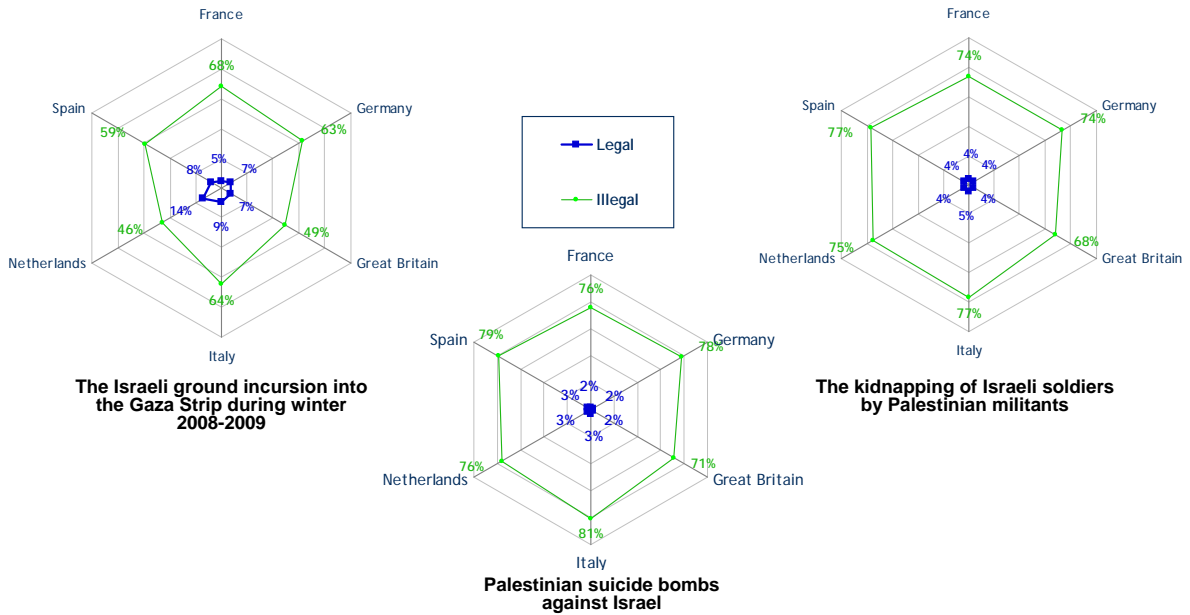 France
68%
Spain
59%
Germany
63%
5%
8%
7%
14%
7%
9%
46%
49%
Netherlands
Great Britain
64%
Italy
The Israeli ground incursion into
the Gaza Strip during winter
2008-2009
Legal
Illegal
France
76%
Spain
79%
Germany
78%
2%
3%
2%
3%
2%
3%
76%
71%
Netherlands
Great Britain
81%
Italy
Palestinian suicide bombs
against Israel
France
74%
Spain
77%
Germany
74%
4%
4%
4%
4%
4%
5%
75%
68%
Netherlands
Great Britain
77%
Italy
The kidnapping of Israeli soldiers
by Palestinian militants